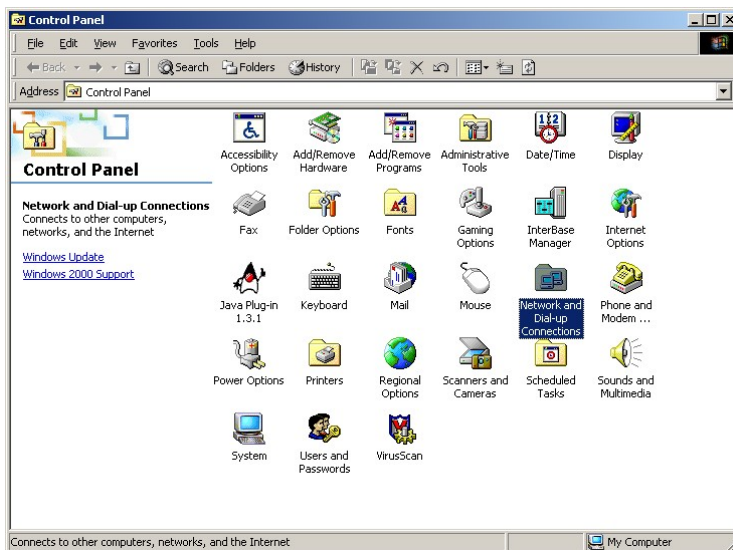 Control Panel
File Edit View Favorites Tools Help
Back Search Folders History
Address Control Panel
Control Panel
Network and Dial-up Connections
Connects to other computers,
networks, and the Internet
Windows Update
Windows 2000 Support
Accessibility
Options
Add/Remove
Hardware
Add/Remove
Programs
Administrative
Tools
12
Date/Time
Display
Fax
Folder Options
Fonts
Gaming
Options
InterBase
Manager
Internet
Options
Java Plug-in
1.3.1
Keyboard
Mail
Mouse
Network and
Dial-up
Connections
Phone and
Modem ...
Power Options
Printers
Regional
Options
Scanners and
Cameras
Scheduled
Tasks
Sounds and
Multimedia
System
Users and
Passwords
VirusScan
Connects to other computers, networks, and the Internet My Computer